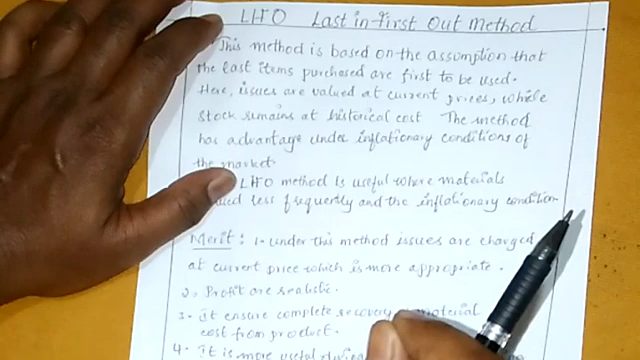 LIFO Last in First Out Method
This method is based on the assumption that
the last items purchased are first to be used.
Here, issues are valued at current prices, while
stock remains at historical cost The method
has advantage under inflationary conditions of
the market.
LIFO method is useful where materials
less frequently and the inflationary condition
Merit: 1- under this method issues are charged
at current price which is more appropriate.
2- Profit are realistic.
3- It ensure complete recovery material
cost from product.
4- It is more useful